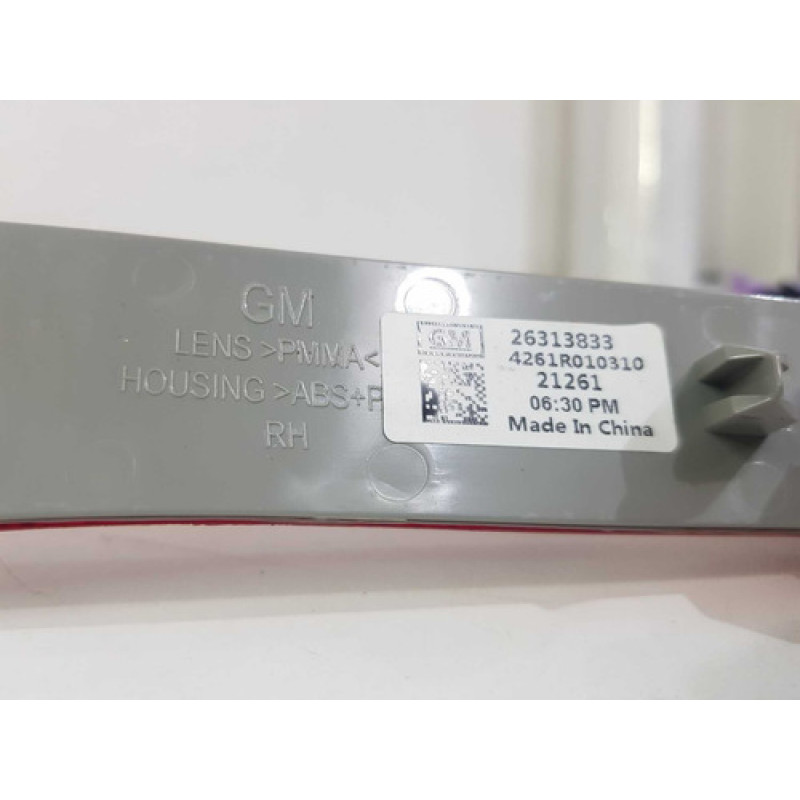 GM
LENS >PMMA<
HOUSING >ABS+P
RH
GM
26313833
4261R010310
21261
06:30 PM
Made In China